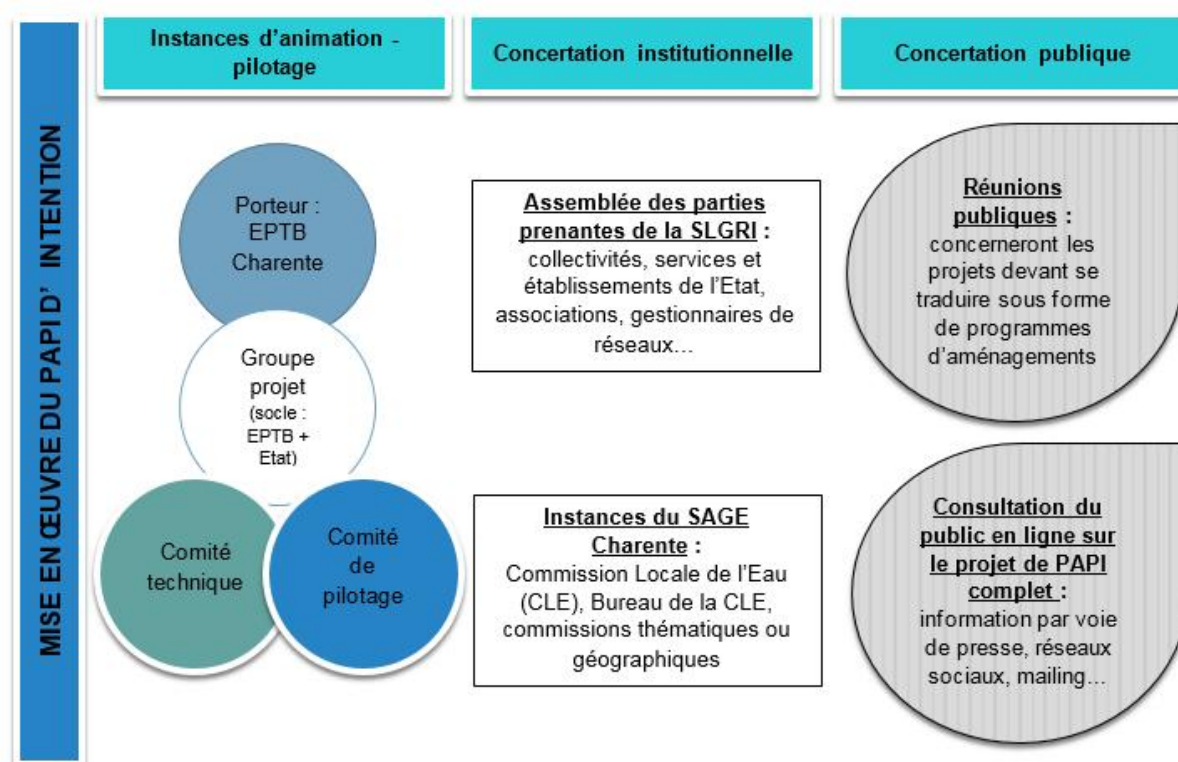 MISE EN ŒUVRE DU PAPI D' INTENTION
Instances d'animation -
pilotage
Porteur :
EPTB
Charente
Groupe
projet
(socle :
EPTB +
Etat)
Comité
technique
Comité
de
pilotage
Concertation institutionnelle
Assemblée des parties
prenantes de la SLGRI :
collectivités, services et
établissements de l'Etat,
associations, gestionnaires de
réseaux...
Instances du SAGE
Charente :
Commission Locale de l'Eau
(CLE), Bureau de la CLE,
commissions thématiques ou
géographiques
Concertation publique
Réunions
publiques :
concerneront les
projets devant se
traduire sous forme
de programmes
d'aménagements
Consultation du
public en ligne sur
le projet de PAPI
complet :
information par voie
de presse, réseaux
sociaux, mailing...